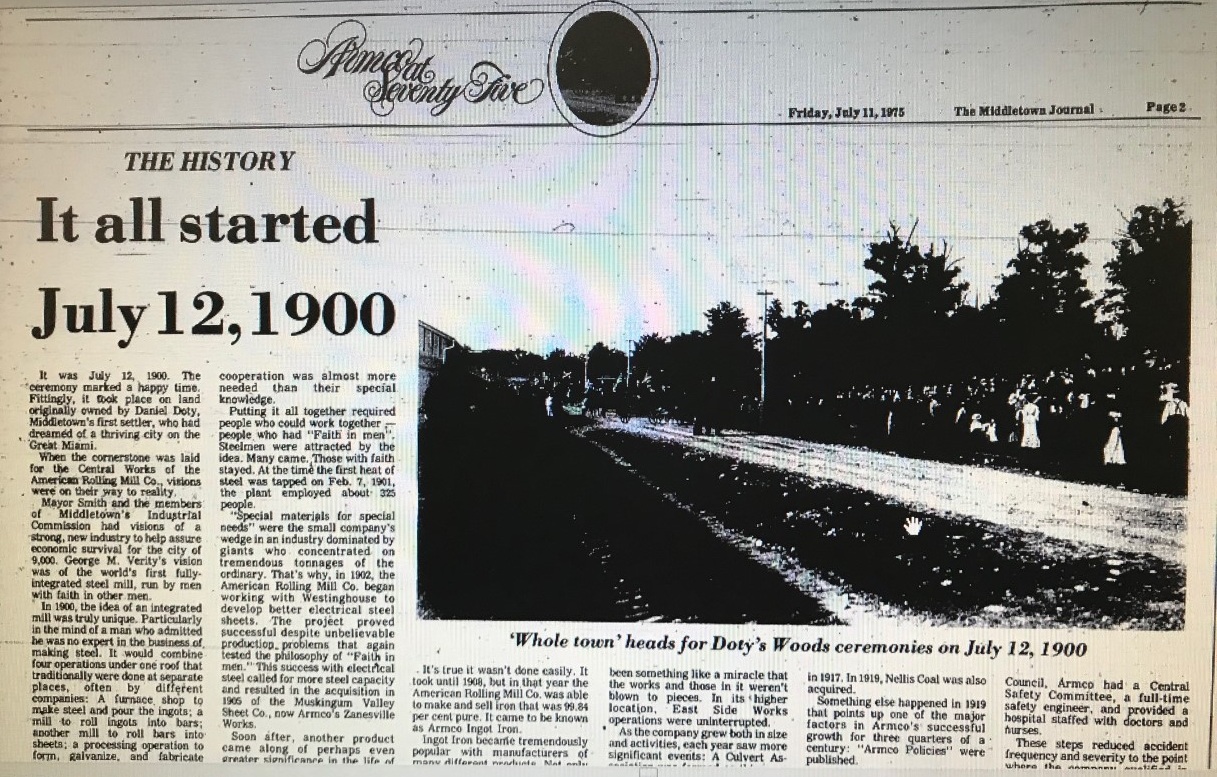 Armco at
Seventy Five
Friday, July 11, 1975 The Middletown Journal Page 2
THE HISTORY
It all started
July 12, 1900
It was July 12, 1900. The
ceremony marked a happy time.
Fittingly, it took place on land
originally owned by Daniel Doty,
Middletown's first settler, who had
dreamed of a thriving city on the
Great Miami.
When the cornerstone was laid
for the Central Works of the
American Rolling Mill Co., visions
were on their way to reality.
Mayor Smith and the members
of Middletown's Industrial
Commission had visions of a
strong, new industry to help assure
economic survival for the city of
9,000. George M. Verity's vision
was of the world's first fully-
integrated steel mill, run by men
with faith in other men.
In 1900, the idea of an integrated
mill was truly unique. Particularly
in the mind of a man who admitted
he was no expert in the business of
making steel. It would combine
four operations under one roof that
traditionally were done at separate
places, often by different
companies: A furnace shop to
make steel and pour the ingots; a
mill to roll ingots into bars;
another mill to roll bars into
sheets; a processing operation to
form, galvanize, and fabricate
cooperation was almost more
needed than their special
knowledge.
Putting it all together required
people who could work together —
people who had "Faith in men".
Steelmen were attracted by the
idea. Many came. Those with faith
stayed. At the time the first heat of
steel was tapped on Feb. 7, 1901,
the plant employed about 325
people.
"Special materials for special
needs" were the small company's
wedge in an industry dominated by
giants who concentrated on
tremendous tonnages of the
ordinary. That's why, in 1902, the
American Rolling Mill Co. began
working with Westinghouse to
develop better electrical steel
sheets. The project proved
successful despite unbelievable
production problems that again
tested the philosophy of "Faith in
men." This success with electrical
steel called for more steel capacity
and resulted in the acquisition in
1905 of the Muskingum Valley
Sheet Co., now Armco's Zanesville
Works.
Soon after, another product
came along of perhaps even
greater significance in the life of
'Whole town' heads for Doty's Woods ceremonies on July 12, 1900
It's true it wasn't done easily. It
took until 1908, but in that year the
American Rolling Mill Co. was able
to make and sell iron that was 99.84
per cent pure. It came to be known
as Armco Ingot Iron.
Ingot Iron became tremendously
popular with manufacturers of
many different products. Not only
been something like a miracle that
the works and those in it weren't
blown to pieces. In its higher
location, East Side Works
operations were uninterrupted.
As the company grew both in size
and activities, each year saw more
significant events: A Culvert As-
in 1917. In 1919, Nellis Coal was also
acquired.
Something else happened in 1919
that points up one of the major
factors in Armco's successful
growth for three quarters of a
century: "Armco Policies" were
published.
Council, Armco had a Central
Safety Committee, a full-time
safety engineer, and provided a
hospital staffed with doctors and
nurses.
These steps reduced accident
frequency and severity to the point
where the company qualified in